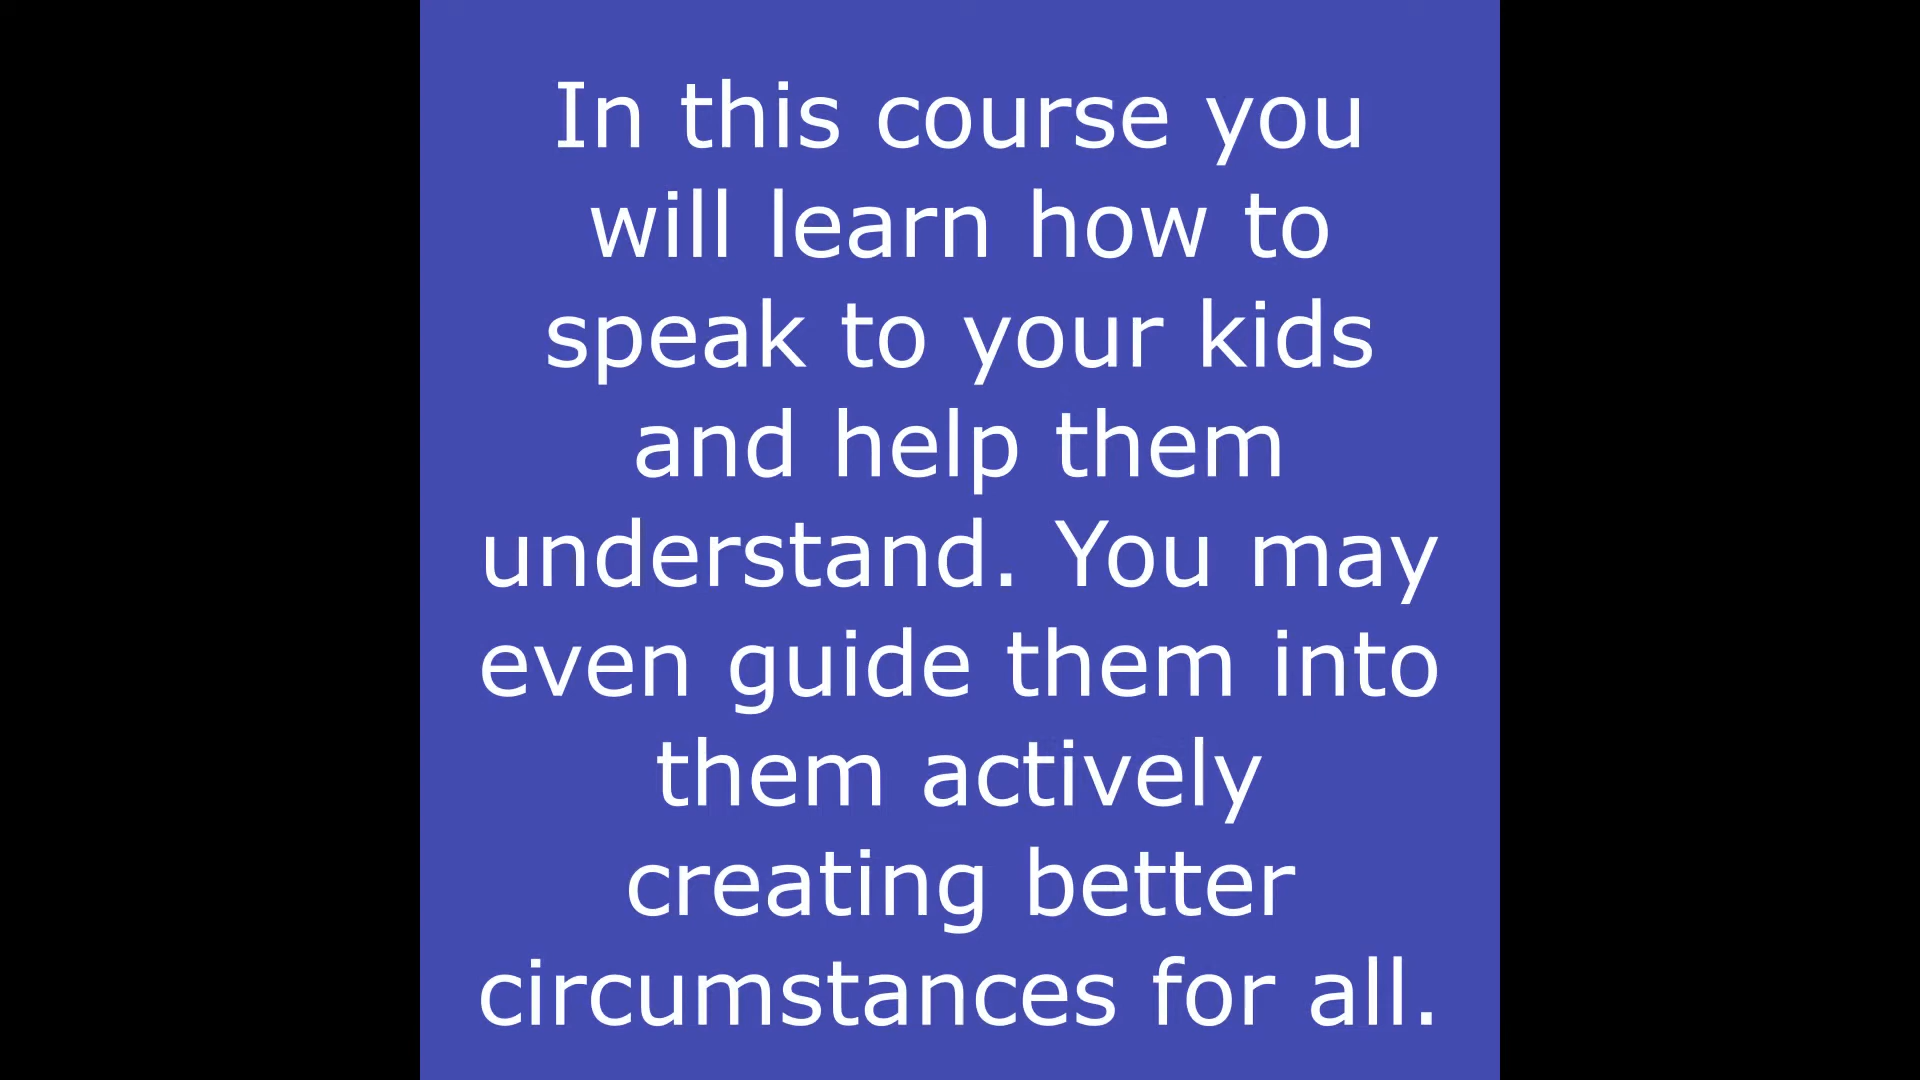 In this course you
will learn how to
speak to your kids
and help them
understand. You may
even guide them into
them actively
creating better
circumstances for all.